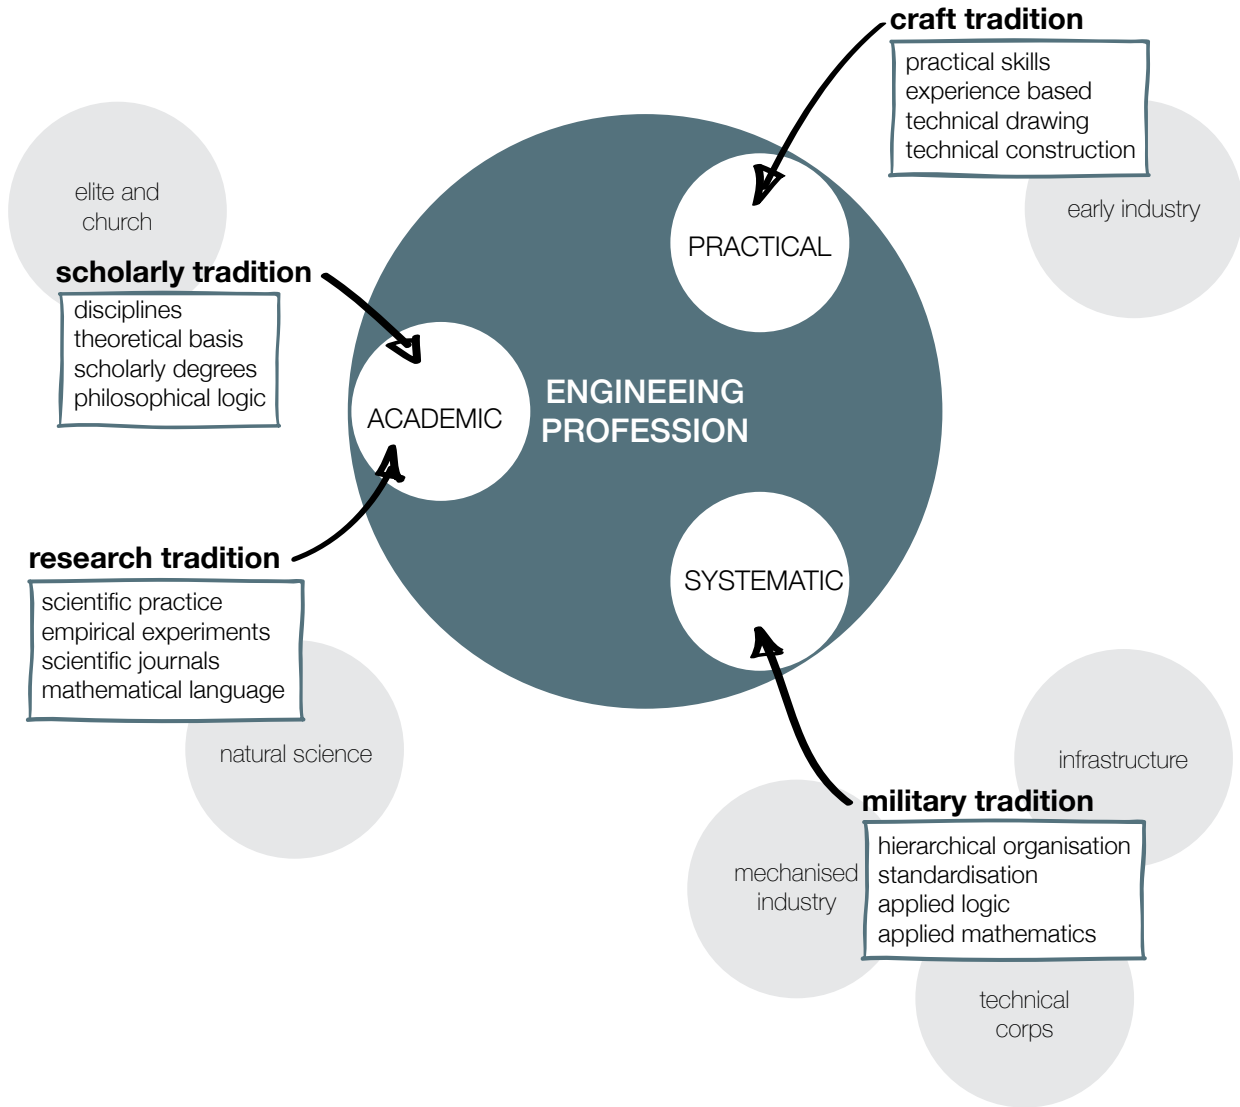 craft tradition
practical skills
experience based
technical drawing
technical construction
early industry
elite and
church
scholarly tradition
disciplines
theoretical basis
scholarly degrees
philosophical logic
PRACTICAL
ACADEMIC
ENGINEEING
PROFESSION
SYSTEMATIC
research tradition
scientific practice
empirical experiments
scientific journals
mathematical language
natural science
infrastructure
military tradition
hierarchical organisation
standardisation
applied logic
applied mathematics
mechanised
industry
technical
corps